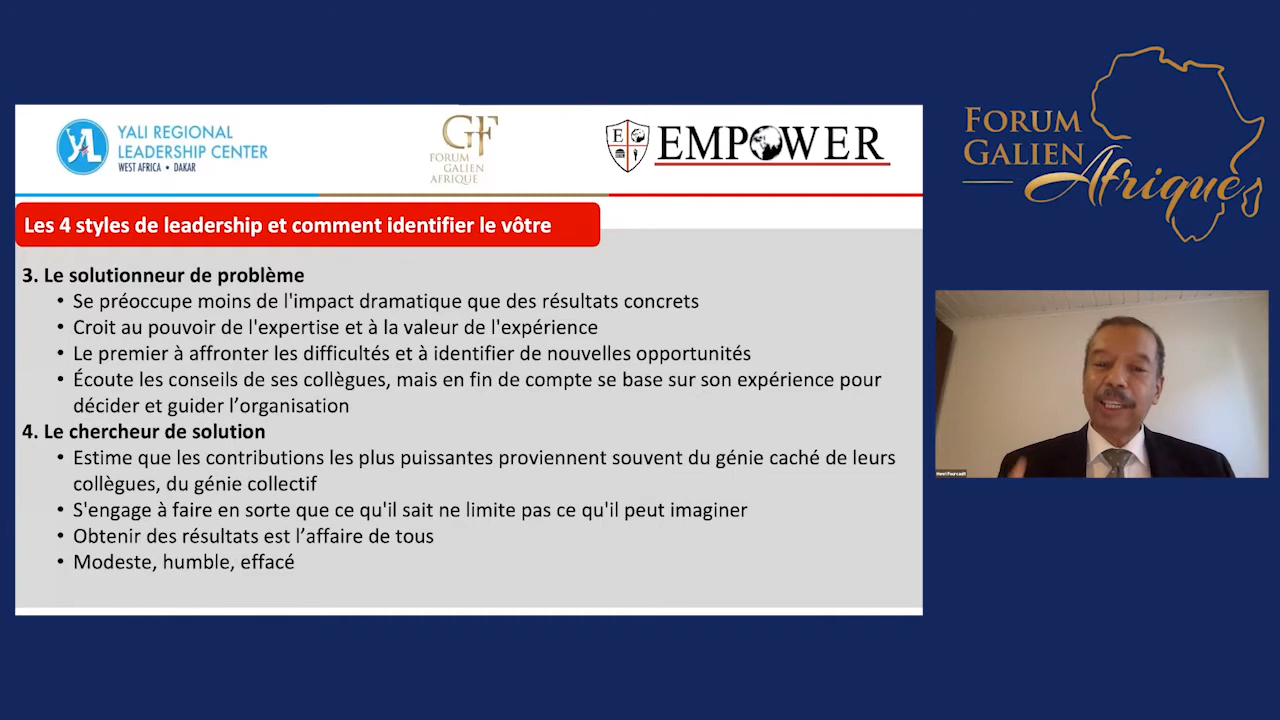 YALI REGIONAL
LEADERSHIP CENTER
WEST AFRICA • DAKAR
GF
FORUM
GALIEN
AFRIQUE
E
EMPOWER
FORUM
GALIEN
Afrique
Les 4 styles de leadership et comment identifier le vôtre
3. Le solutionneur de problème
• Se préoccupe moins de l'impact dramatique que des résultats concrets
• Croit au pouvoir de l'expertise et à la valeur de l'expérience
• Le premier à affronter les difficultés et à identifier de nouvelles opportunités
• Écoute les conseils de ses collègues, mais en fin de compte se base sur son expérience pour
décider et guider l’organisation
4. Le chercheur de solution
• Estime que les contributions les plus puissantes proviennent souvent du génie caché de leurs
collègues, du génie collectif
• S'engage à faire en sorte que ce qu'il sait ne limite pas ce qu'il peut imaginer
• Obtenir des résultats est l’affaire de tous
• Modeste, humble, effacé
Henri Fourcault